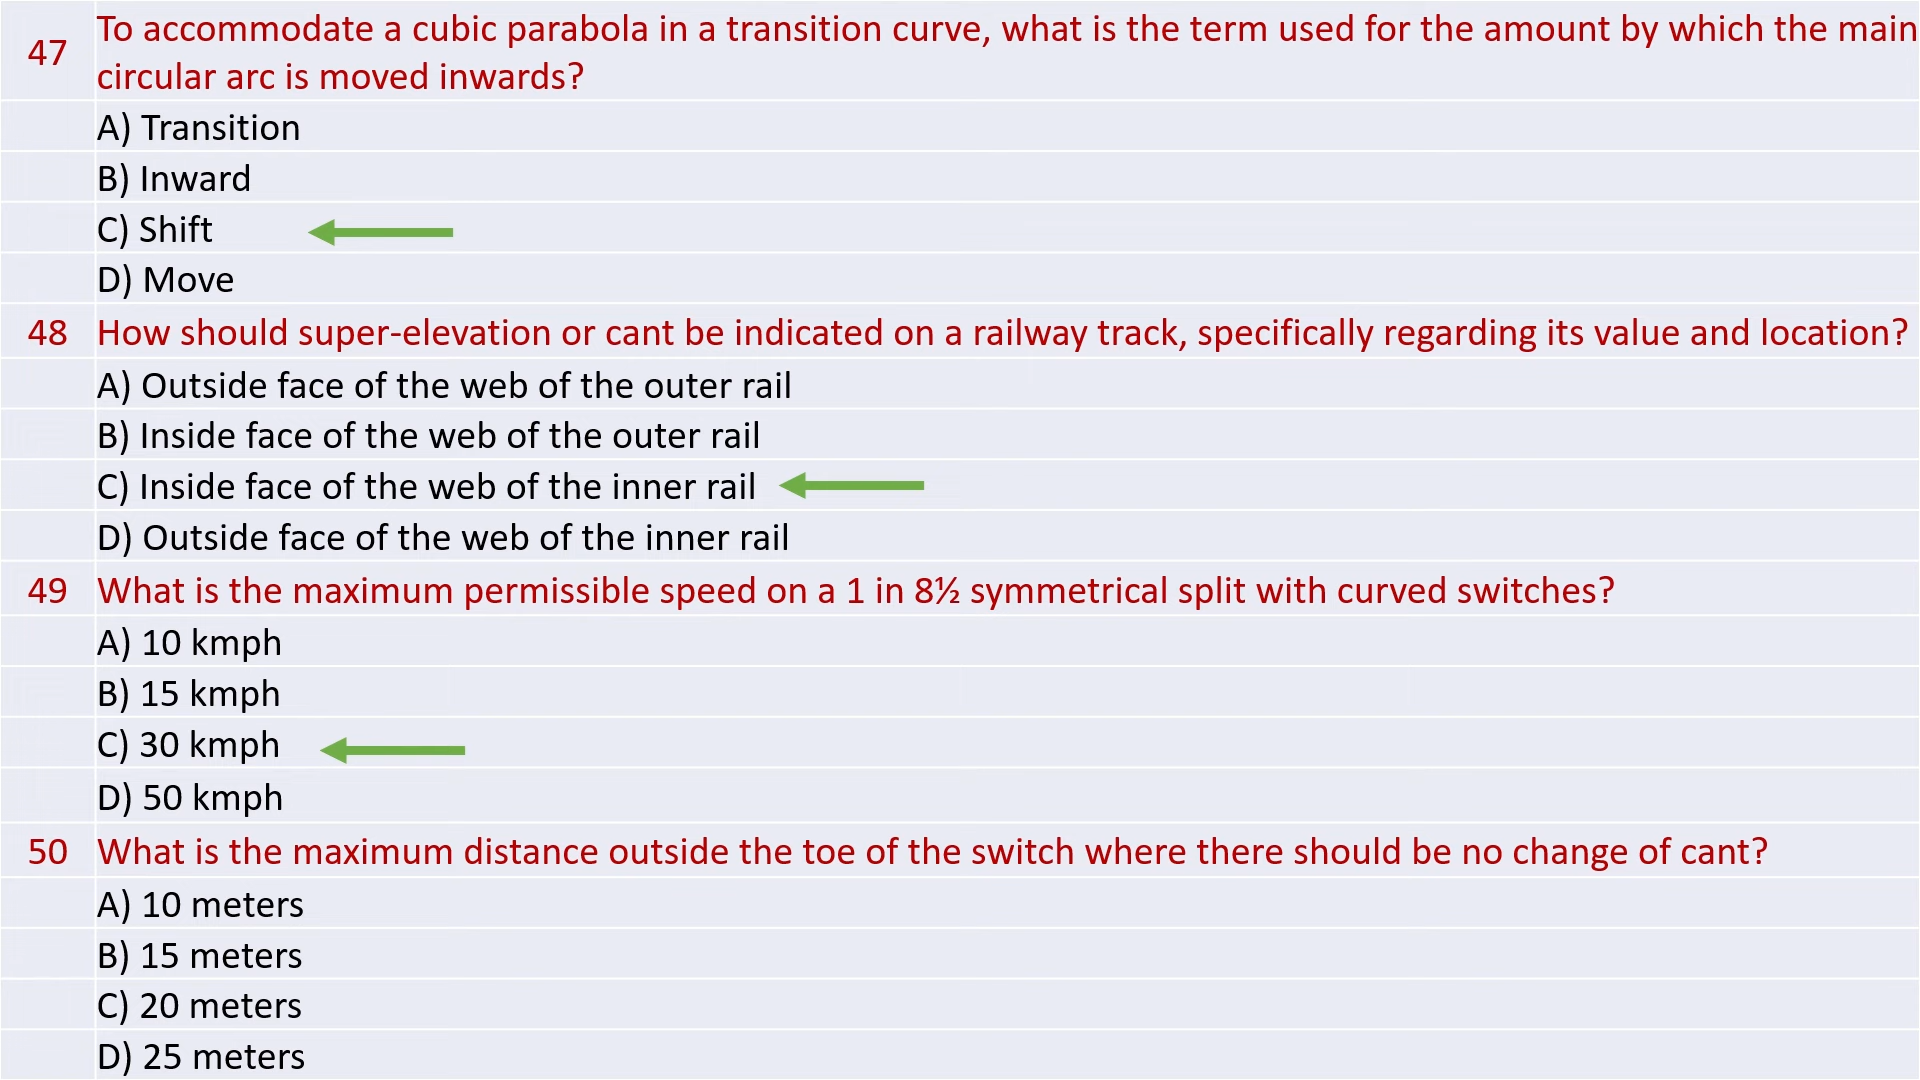 47 To accommodate a cubic parabola in a transition curve, what is the term used for the amount by which the main
circular arc is moved inwards?
A) Transition
B) Inward
C) Shift
D) Move
48 How should super-elevation or cant be indicated on a railway track, specifically regarding its value and location?
A) Outside face of the web of the outer rail
B) Inside face of the web of the outer rail
C) Inside face of the web of the inner rail
D) Outside face of the web of the inner rail
49 What is the maximum permissible speed on a 1 in 8½ symmetrical split with curved switches?
A) 10 kmph
B) 15 kmph
C) 30 kmph
D) 50 kmph
50 What is the maximum distance outside the toe of the switch where there should be no change of cant?
A) 10 meters
B) 15 meters
C) 20 meters
D) 25 meters